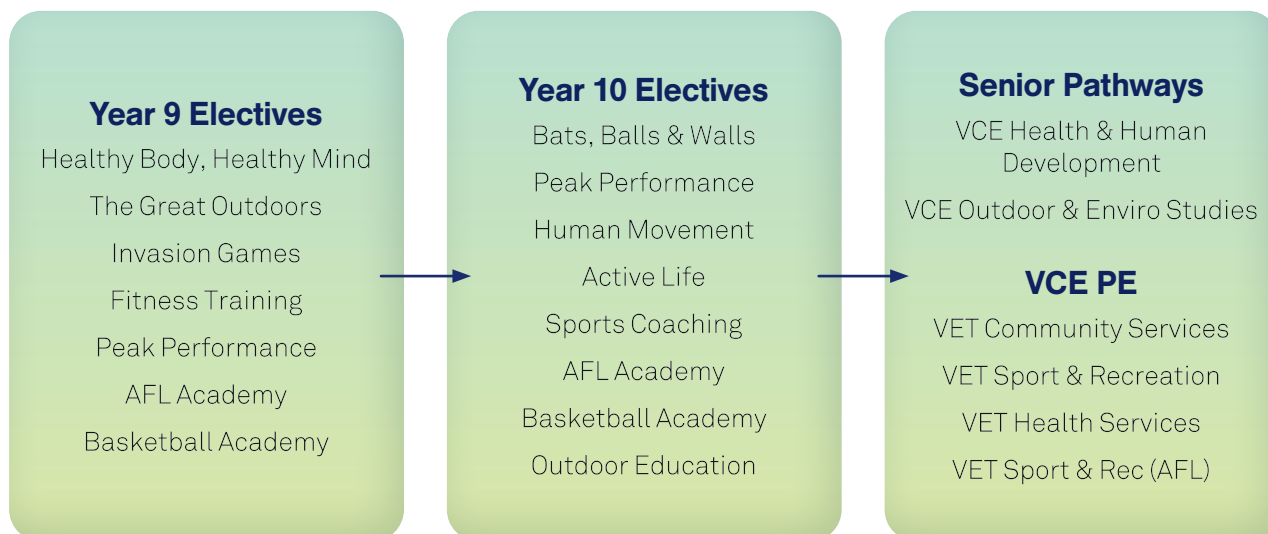 Year 9 Electives
Healthy Body, Healthy Mind
The Great Outdoors
Invasion Games
Fitness Training
Peak Performance
AFL Academy
Basketball Academy
Year 10 Electives
Bats, Balls & Walls
Peak Performance
Human Movement
Active Life
Sports Coaching
AFL Academy
Basketball Academy
Outdoor Education
Senior Pathways
VCE Health & Human
Development
VCE Outdoor & Enviro Studies
VCE PE
VET Community Services
VET Sport & Recreation
VET Health Services
VET Sport & Rec (AFL)